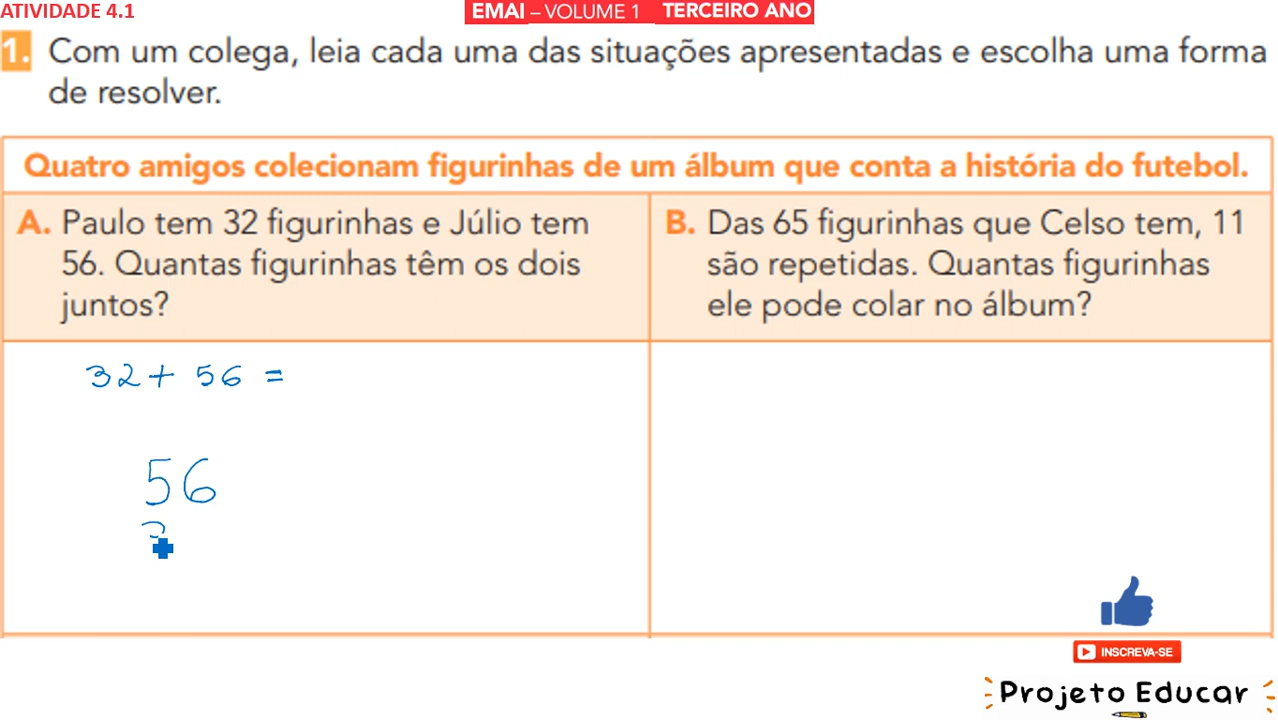 ATIVIDADE 4.1
EMAI – VOLUME 1 TERCEIRO ANO
1. Com um colega, leia cada uma das situações apresentadas e escolha uma forma
de resolver.
Quatro amigos colecionam figurinhas de um álbum que conta a história do futebol.
A. Paulo tem 32 figurinhas e Júlio tem
56. Quantas figurinhas têm os dois
juntos?
B. Das 65 figurinhas que Celso tem, 11
são repetidas. Quantas figurinhas
ele pode colar no álbum?
32 + 56 =
56
INSCREVA-SE
Projeto Educar